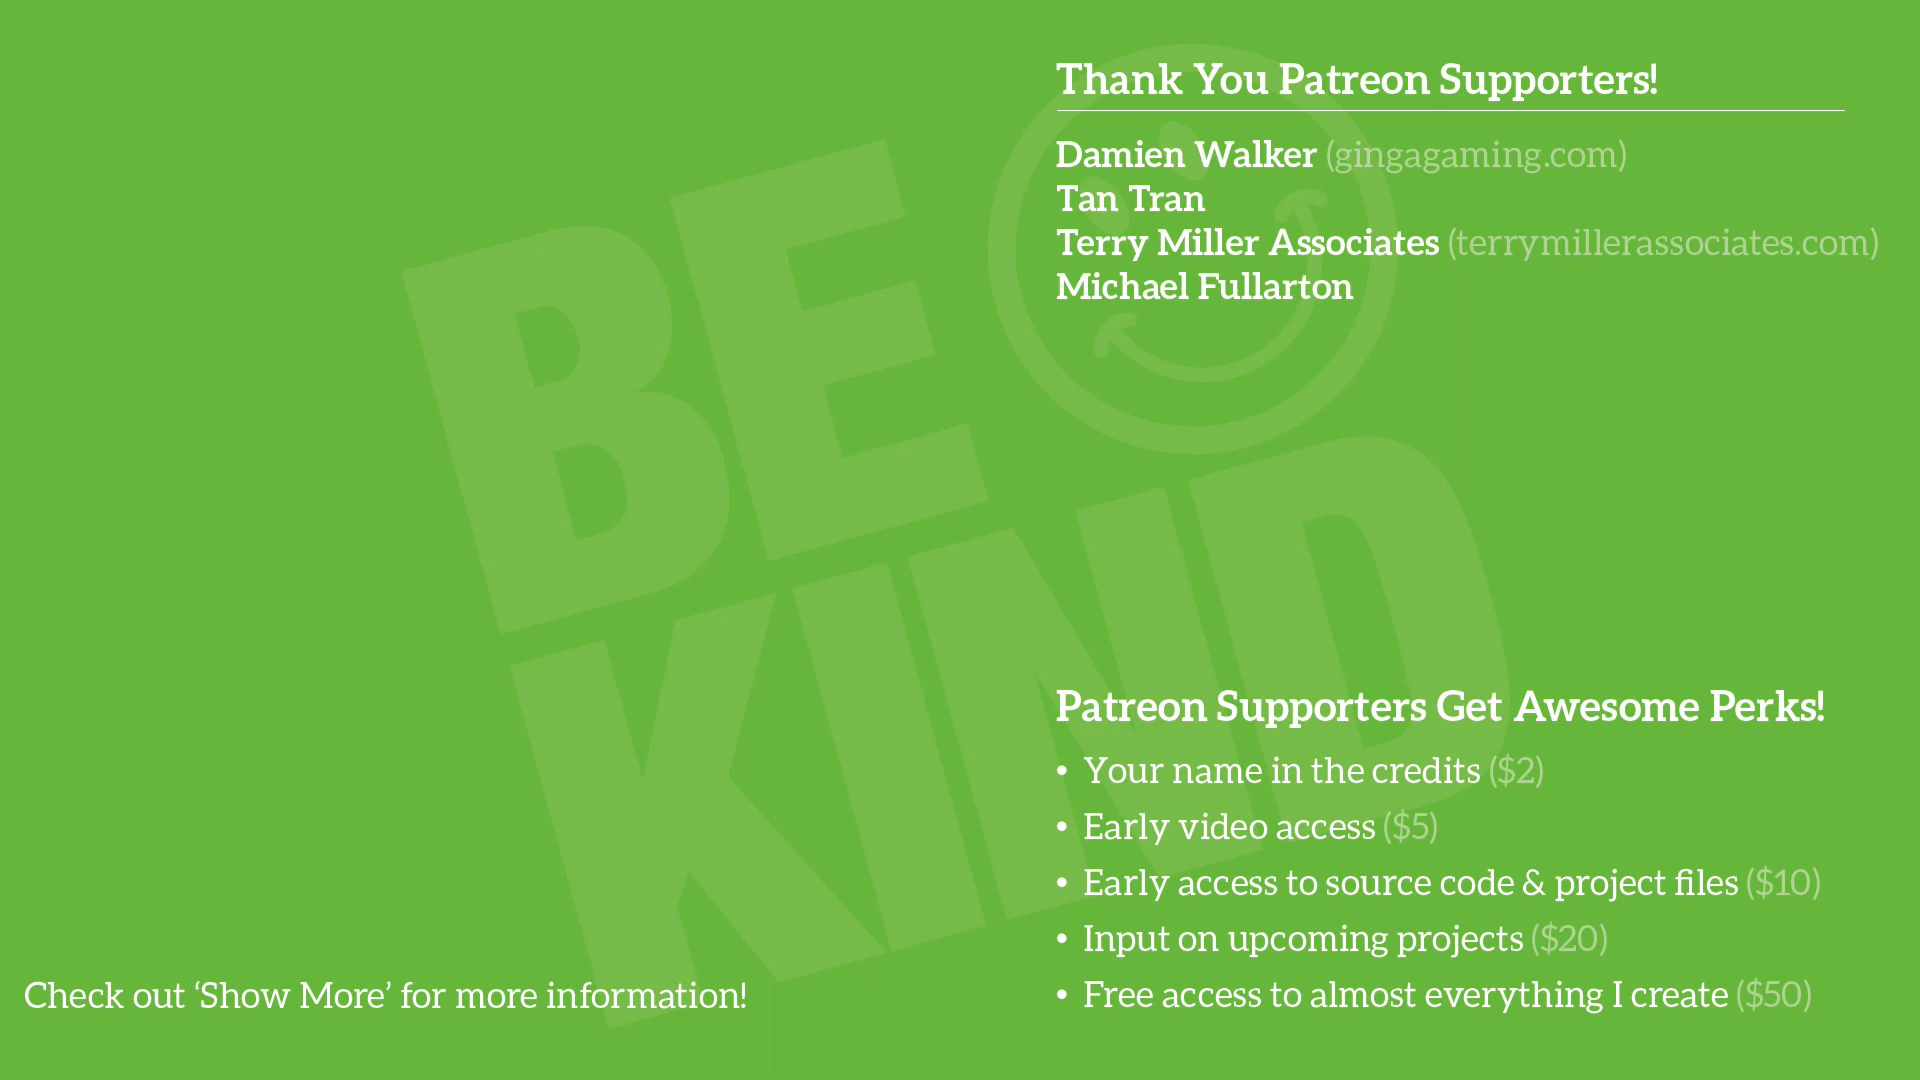 Thank You Patreon Supporters!
Damien Walker (gingagaming.com)
Tan Tran
Terry Miller Associates (terrymillerassociates.com)
Michael Fullarton
BE
KIND
Patreon Supporters Get Awesome Perks!
• Your name in the credits ($2)
• Early video access ($5)
• Early access to source code & project files ($10)
• Input on upcoming projects ($20)
• Free access to almost everything I create ($50)
Check out ‘Show More’ for more information!